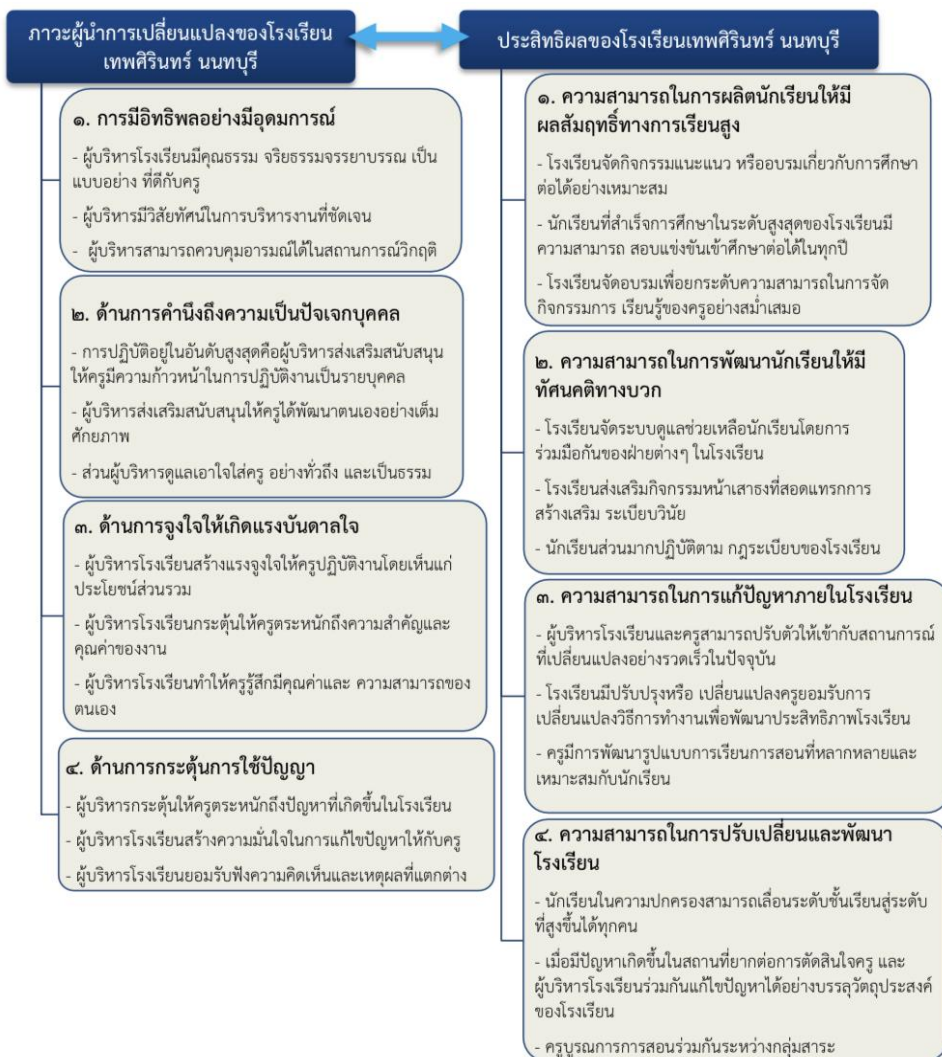 ภาวะผู้นำการเปลี่ยนแปลงของโรงเรียน
เทพศิรินทร์ นนทบุรี
๑. การมีอิทธิพลอย่างมีอุดมการณ์
- ผู้บริหารโรงเรียนมีคุณธรรม จริยธรรมจรรยาบรรณ เป็น
แบบอย่าง ที่ดีกับครู
- ผู้บริหารมีวิสัยทัศน์ในการบริหารงานที่ชัดเจน
- ผู้บริหารสามารถควบคุมอารมณ์ได้ในสถานการณ์วิกฤติ
๒. ด้านการคำนึงถึงความเป็นปัจเจกบุคคล
- การปฏิบัติอยู่ในอันดับสูงสุดคือผู้บริหารส่งเสริมสนับสนุน
ให้ครูมีความก้าวหน้าในการปฏิบัติงานเป็นรายบุคคล
- ผู้บริหารส่งเสริมสนับสนุนให้ครูได้พัฒนาตนเองอย่างเต็ม
ศักยภาพ
- ส่วนผู้บริหารดูแลเอาใจใส่ครู อย่างทั่วถึง และเป็นธรรม
๓. ด้านการจูงใจให้เกิดแรงบันดาลใจ
- ผู้บริหารโรงเรียนสร้างแรงจูงใจให้ครูปฏิบัติงานโดยเห็นแก่
ประโยชน์ส่วนรวม
- ผู้บริหารโรงเรียนกระตุ้นให้ครูตระหนักถึงความสำคัญและ
คุณค่าของงาน
- ผู้บริหารโรงเรียนทำให้ครูรู้สึกมีคุณค่าและ ความสามารถของ
ตนเอง
๔. ด้านการกระตุ้นการใช้ปัญญา
- ผู้บริหารกระตุ้นให้ครูตระหนักถึงปัญหาที่เกิดขึ้นในโรงเรียน
- ผู้บริหารโรงเรียนสร้างความมั่นใจในการแก้ไขปัญหาให้กับครู
- ผู้บริหารโรงเรียนยอมรับฟังความคิดเห็นและเหตุผลที่แตกต่าง
ประสิทธิผลของโรงเรียนเทพศิรินทร์ นนทบุรี
๑. ความสามารถในการผลิตนักเรียนให้มี
ผลสัมฤทธิ์ทางการเรียนสูง
- โรงเรียนจัดกิจกรรมแนะแนว หรืออบรมเกี่ยวกับการศึกษา
ต่อได้อย่างเหมาะสม
- นักเรียนที่สำเร็จการศึกษาในระดับสูงสุดของโรงเรียนมี
ความสามารถ สอบแข่งขันเข้าศึกษาต่อได้ในทุกปี
- โรงเรียนจัดอบรมเพื่อยกระดับความสามารถในการจัด
กิจกรรมการ เรียนรู้ของครูอย่างสม่ำเสมอ
๒. ความสามารถในการพัฒนานักเรียนให้มี
ทัศนคติทางบวก
- โรงเรียนจัดระบบดูแลช่วยเหลือนักเรียนโดยการ
ร่วมมือกันของฝ่ายต่างๆ ในโรงเรียน
- โรงเรียนส่งเสริมกิจกรรมหน้าเสาธงที่สอดแทรกการ
สร้างเสริม ระเบียบวินัย
- นักเรียนส่วนมากปฏิบัติตาม กฎระเบียบของโรงเรียน
๓. ความสามารถในการแก้ปัญหาภายในโรงเรียน
- ผู้บริหารโรงเรียนและครูสามารถปรับตัวให้เข้ากับสถานการณ์
ที่เปลี่ยนแปลงอย่างรวดเร็วในปัจจุบัน
- โรงเรียนมีปรับปรุงหรือ เปลี่ยนแปลงครูยอมรับการ
เปลี่ยนแปลงวิธีการทำงานเพื่อพัฒนาประสิทธิภาพโรงเรียน
- ครูมีการพัฒนารูปแบบการเรียนการสอนที่หลากหลายและ
เหมาะสมกับนักเรียน
๔. ความสามารถในการปรับเปลี่ยนและพัฒนา
โรงเรียน
- นักเรียนในความปกครองสามารถเลื่อนระดับชั้นเรียนสู่ระดับ
ที่สูงขึ้นได้ทุกคน
- เมื่อมีปัญหาเกิดขึ้นในสถานที่ยากต่อการตัดสินใจครู และ
ผู้บริหารโรงเรียนร่วมกันแก้ไขปัญหาได้อย่างบรรลุวัตถุประสงค์
ของโรงเรียน
- ครูบูรณการการสอนร่วมกันระหว่างกลุ่มสาระ